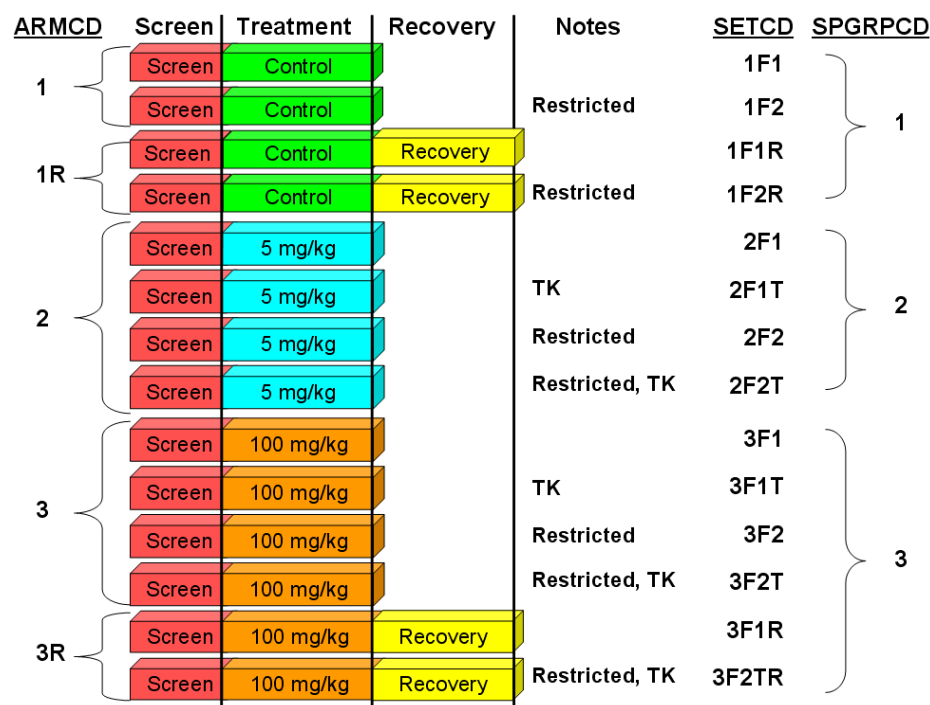 ARMCD Screen Treatment Recovery Notes SETCD SPGRPCD
Screen Control 1F1
1
Screen Control Restricted 1F2
1
Screen Control Recovery 1F1R
1R
Screen Control Recovery Restricted 1F2R
Screen 5 mg/kg 2F1
Screen 5 mg/kg TK 2F1T
2 2
Screen 5 mg/kg Restricted 2F2
Screen 5 mg/kg Restricted, TK 2F2T
Screen 100 mg/kg 3F1
Screen 100 mg/kg TK 3F1T
3
Screen 100 mg/kg Restricted 3F2
3
Screen 100 mg/kg Restricted, TK 3F2T
Screen 100 mg/kg Recovery 3F1R
3R
Screen 100 mg/kg Recovery Restricted, TK 3F2TR